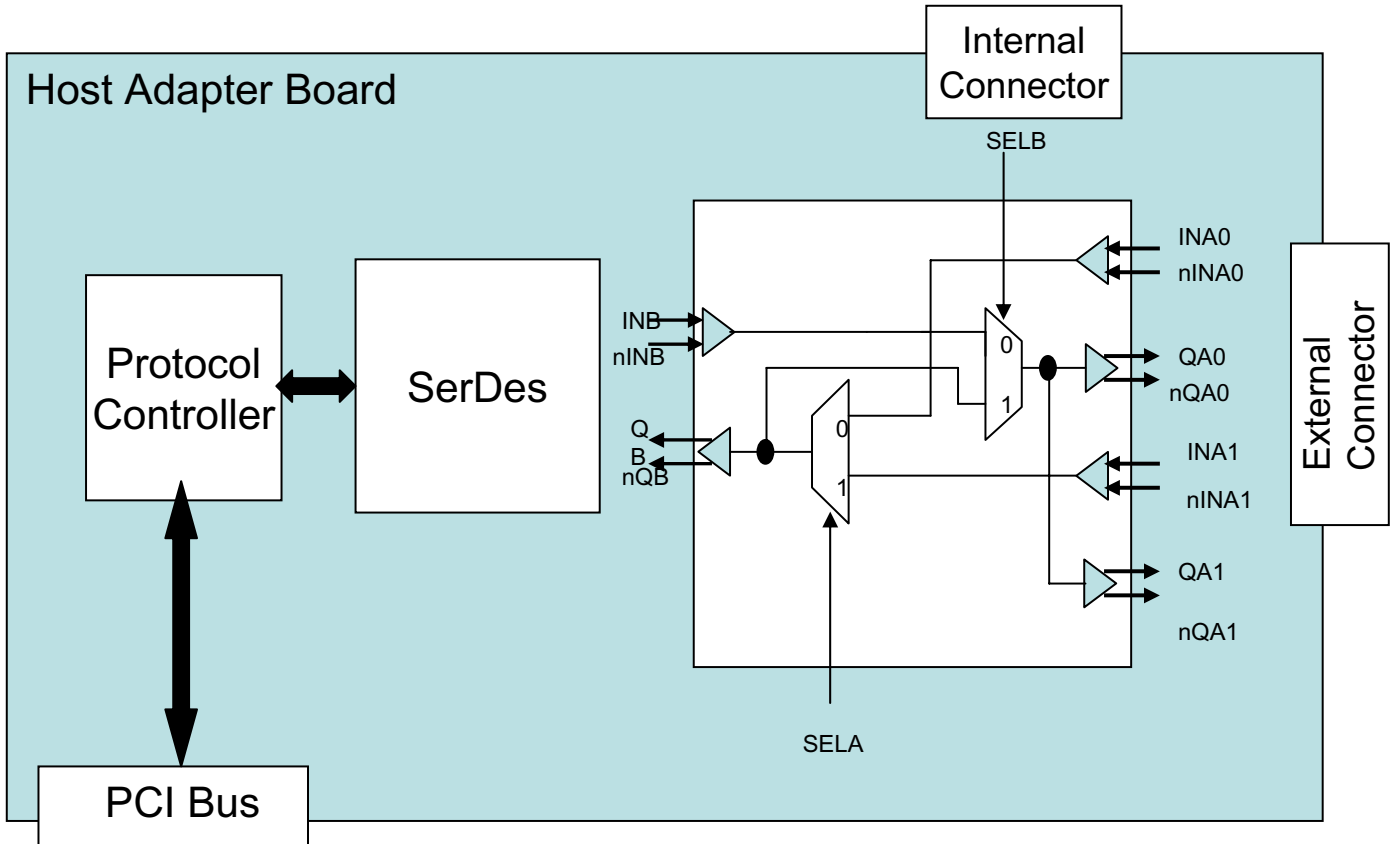 Internal
Connector
Host Adapter Board
SELB
INA0
nINA0
INB
nINB
0
1
QA0
nQA0
External
Connector
Protocol
Controller
SerDes
Q
B
nQB
0
1
INA1
nINA1
QA1
nQA1
SELA
PCI Bus